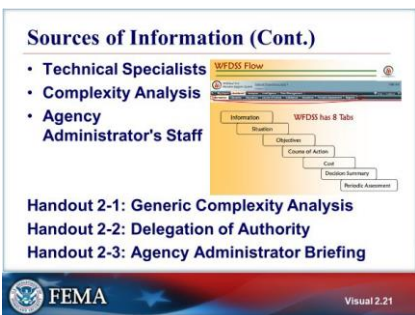 Sources of Information (Cont.)
• Technical Specialists
• Complexity Analysis
• Agency
Administrator's Staff
WFDSS Flow
WFDSS has 8 Tabs
Information
Situation
Objectives
Course of Action
Cost
Decision Summary
Periodic Assessment
Handout 2-1: Generic Complexity Analysis
Handout 2-2: Delegation of Authority
Handout 2-3: Agency Administrator Briefing
FEMA
Visual 2.21